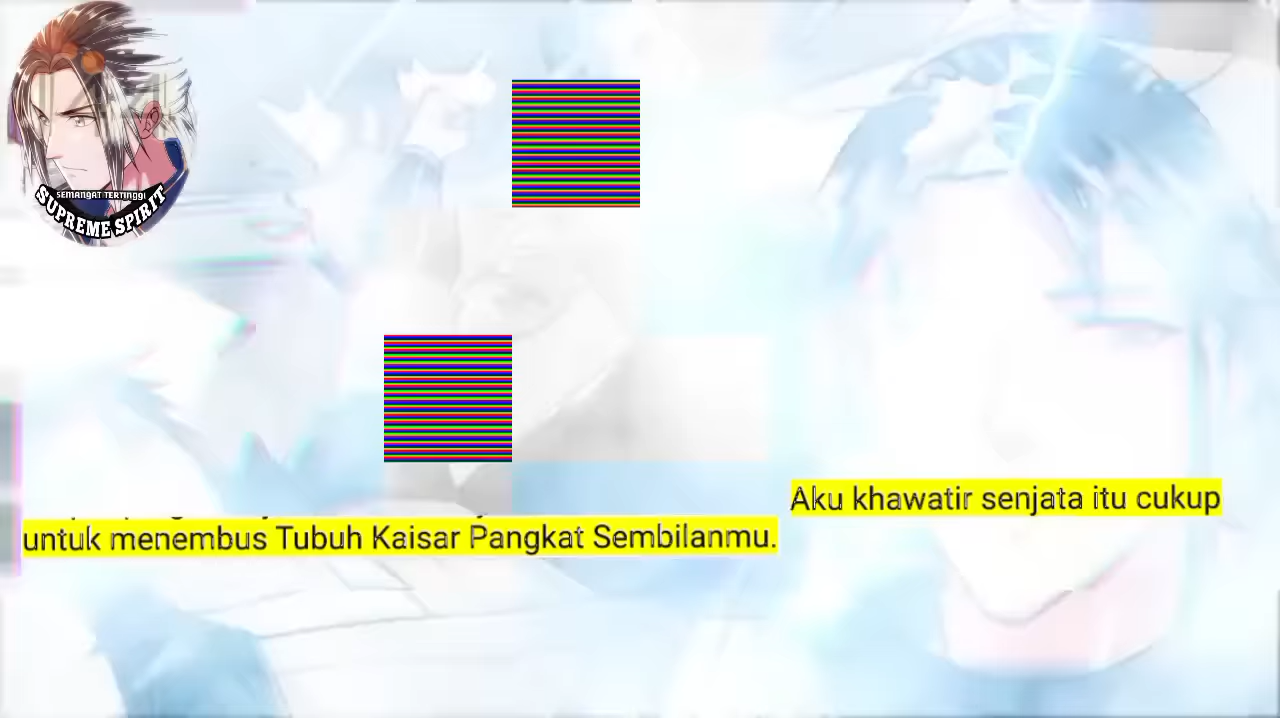 SEMANGAT TERTINGGI
SUPREME SPIRIT
Aku khawatir senjata itu cukup
untuk menembus Tubuh Kaisar Pangkat Sembilanmu.